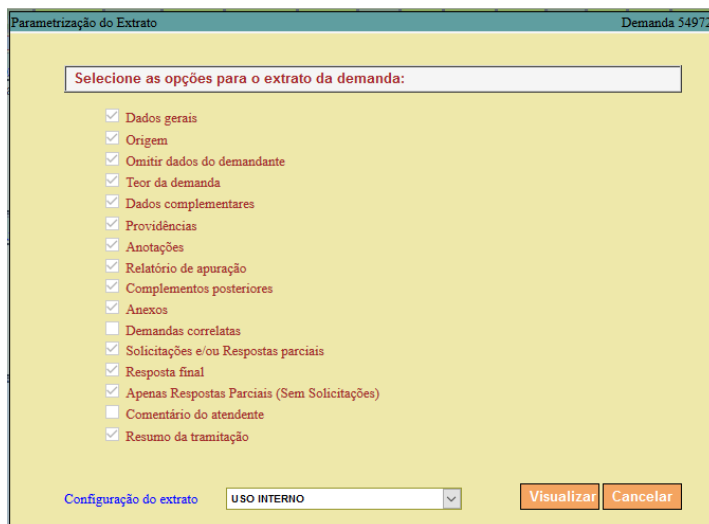 Parametrização do Extrato Demanda 54972
Selecione as opções para o extrato da demanda:
Dados gerais
Origem
Omitir dados do demandante
Teor da demanda
Dados complementares
Providências
Anotações
Relatório de apuração
Complementos posteriores
Anexos
Demandas correlatas
Solicitações e/ou Respostas parciais
Resposta final
Apenas Respostas Parciais (Sem Solicitações)
Comentário do atendente
Resumo da tramitação
Configuração do extrato USO INTERNO Visualizar Cancelar